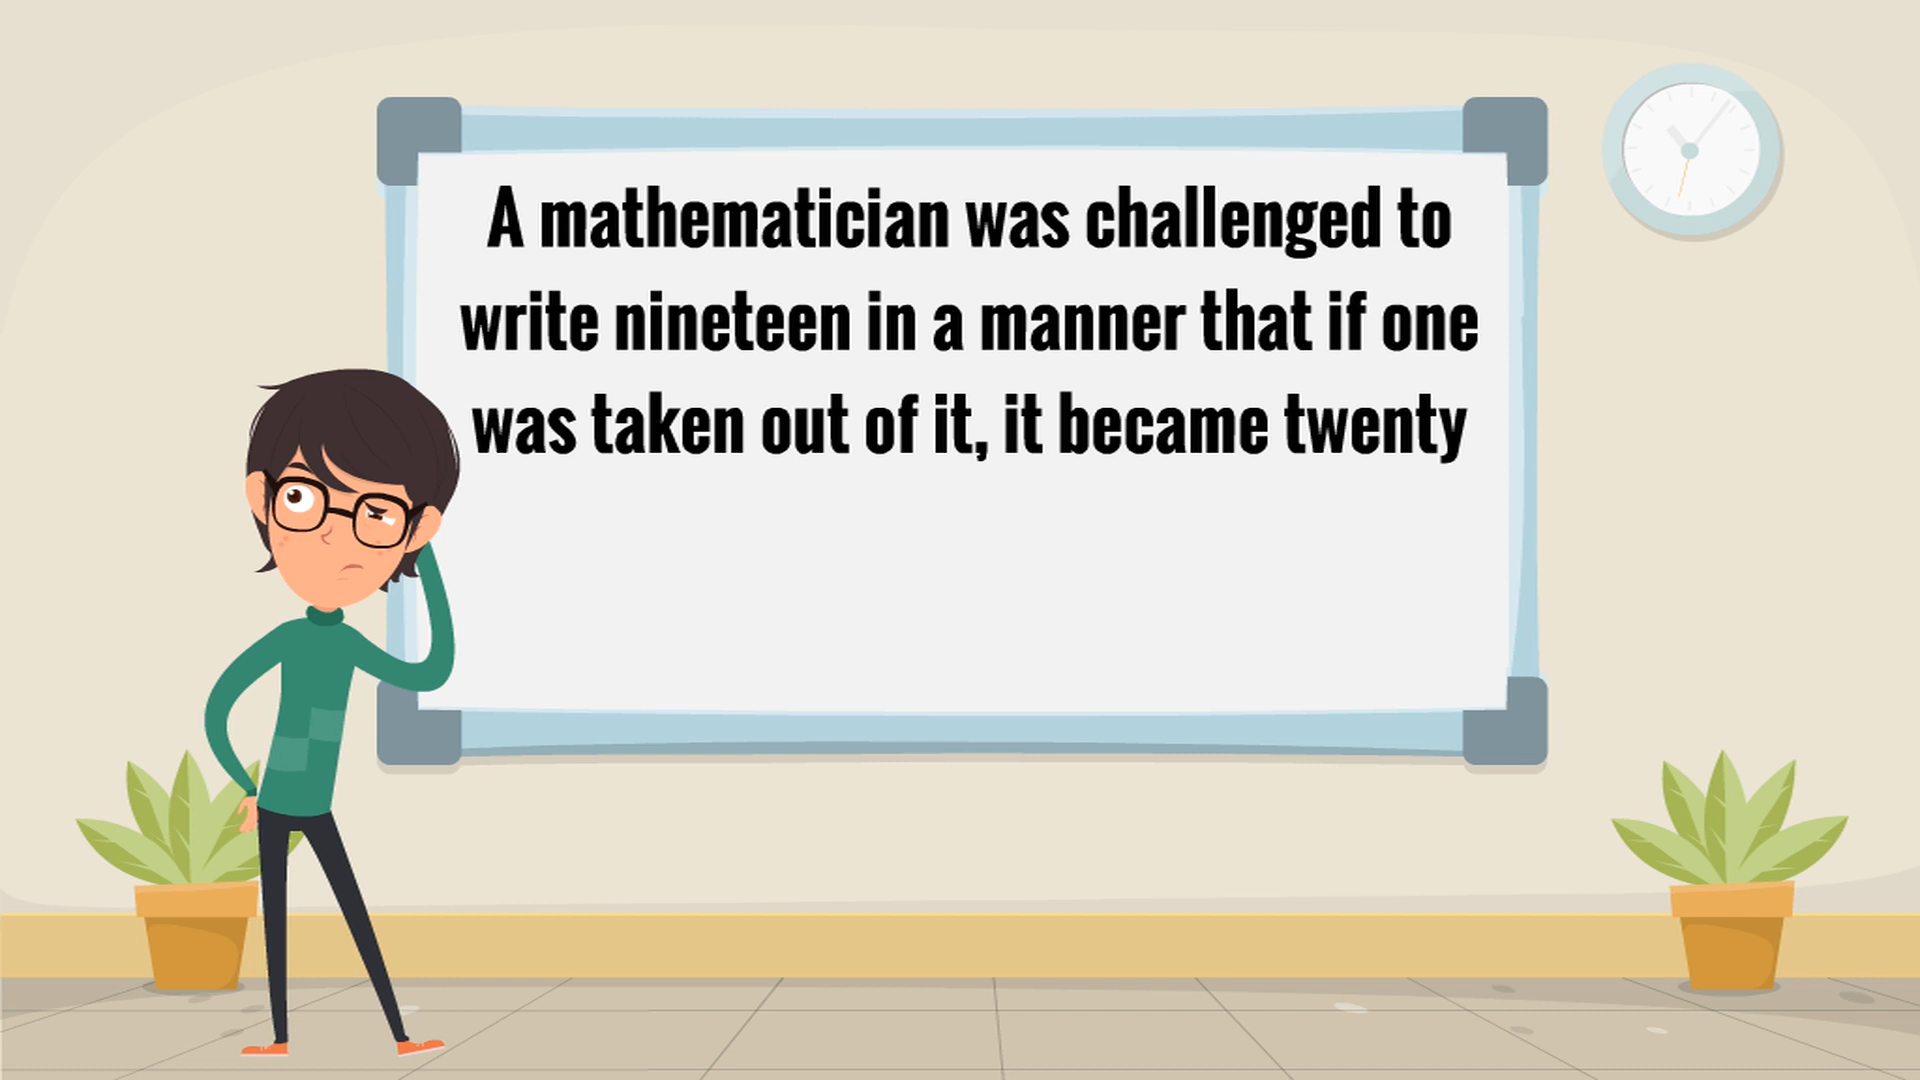 A mathematician was challenged to
write nineteen in a manner that if one
was taken out of it, it became twenty